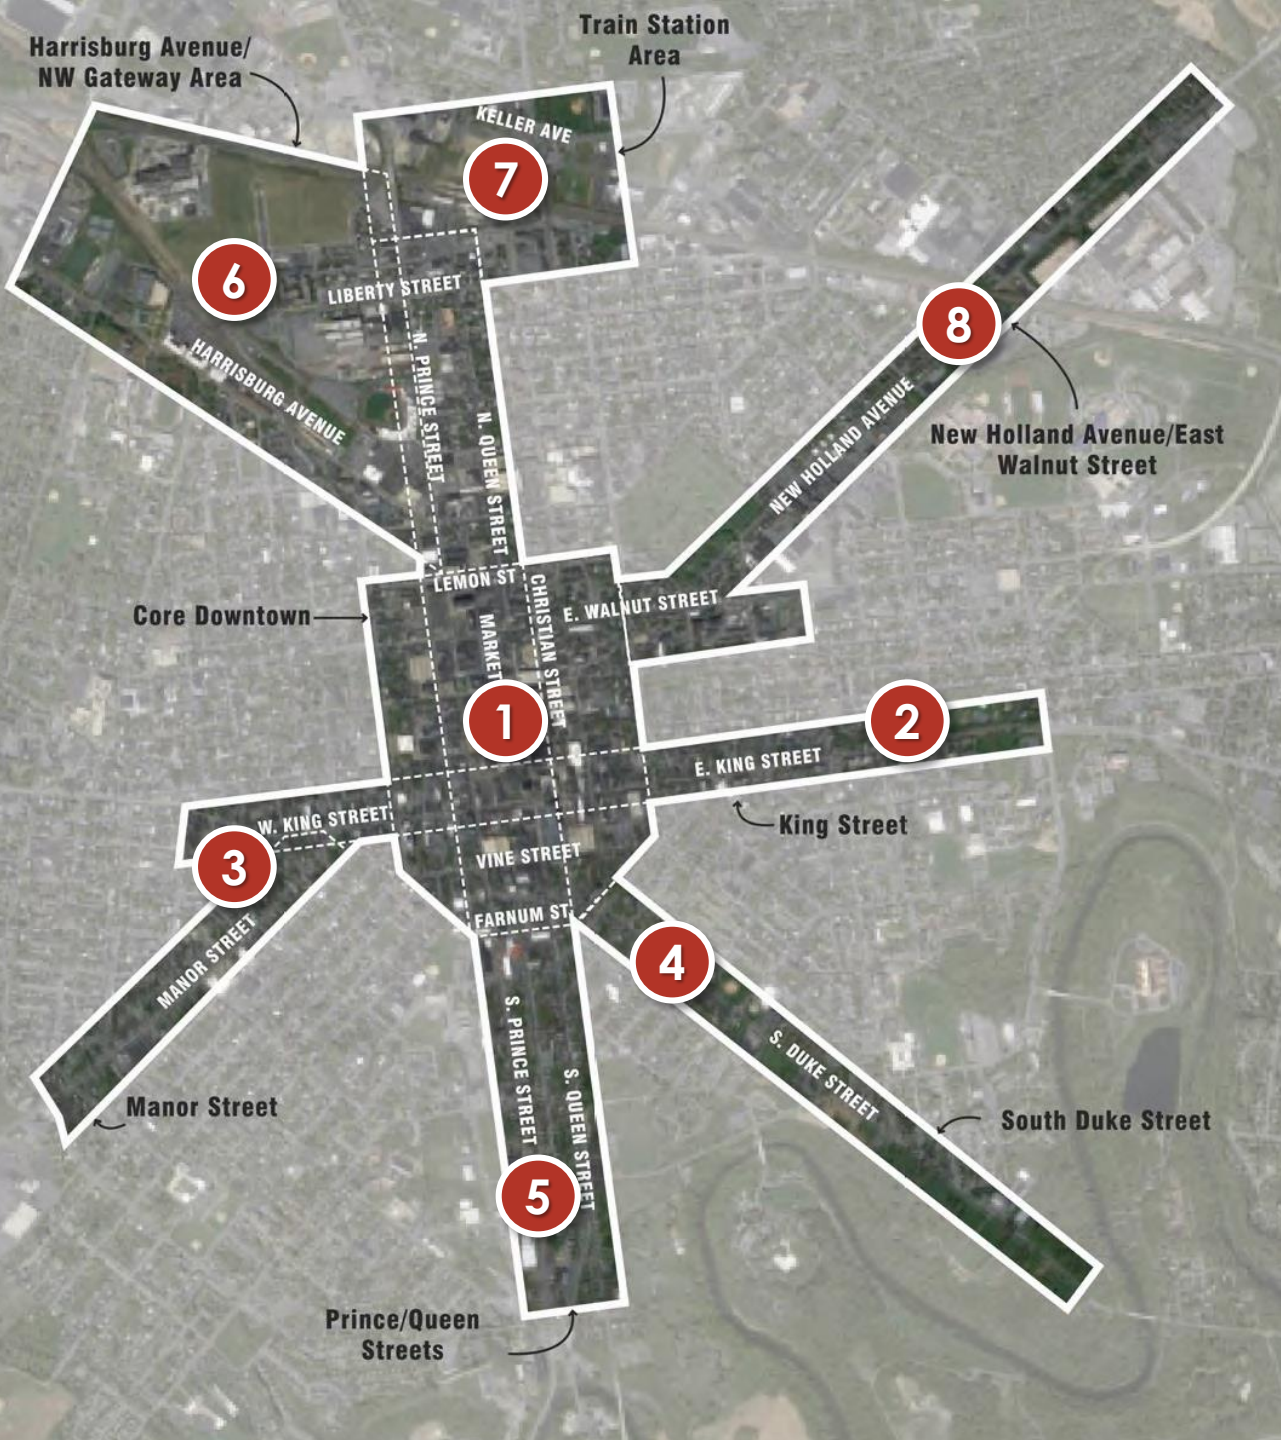 Harrisburg Avenue/
NW Gateway Area
Train Station
Area
KELLER AVE
7
6
LIBERTY STREET
HARRISBURG AVENUE
N. PRINCE STREET
N. QUEEN STREET
8
NEW HOLLAND AVENUE
New Holland Avenue/East
Walnut Street
LEMON ST
CHRISTIAN STREET
MARKET
E. WALNUT STREET
Core Downtown
1
2
E. KING STREET
King Street
W. KING STREET
3
VINE STREET
FARNUM ST
MANOR STREET
4
Manor Street
S. PRINCE STREET
S. QUEEN STREET
S. DUKE STREET
South Duke Street
5
Prince/Queen
Streets